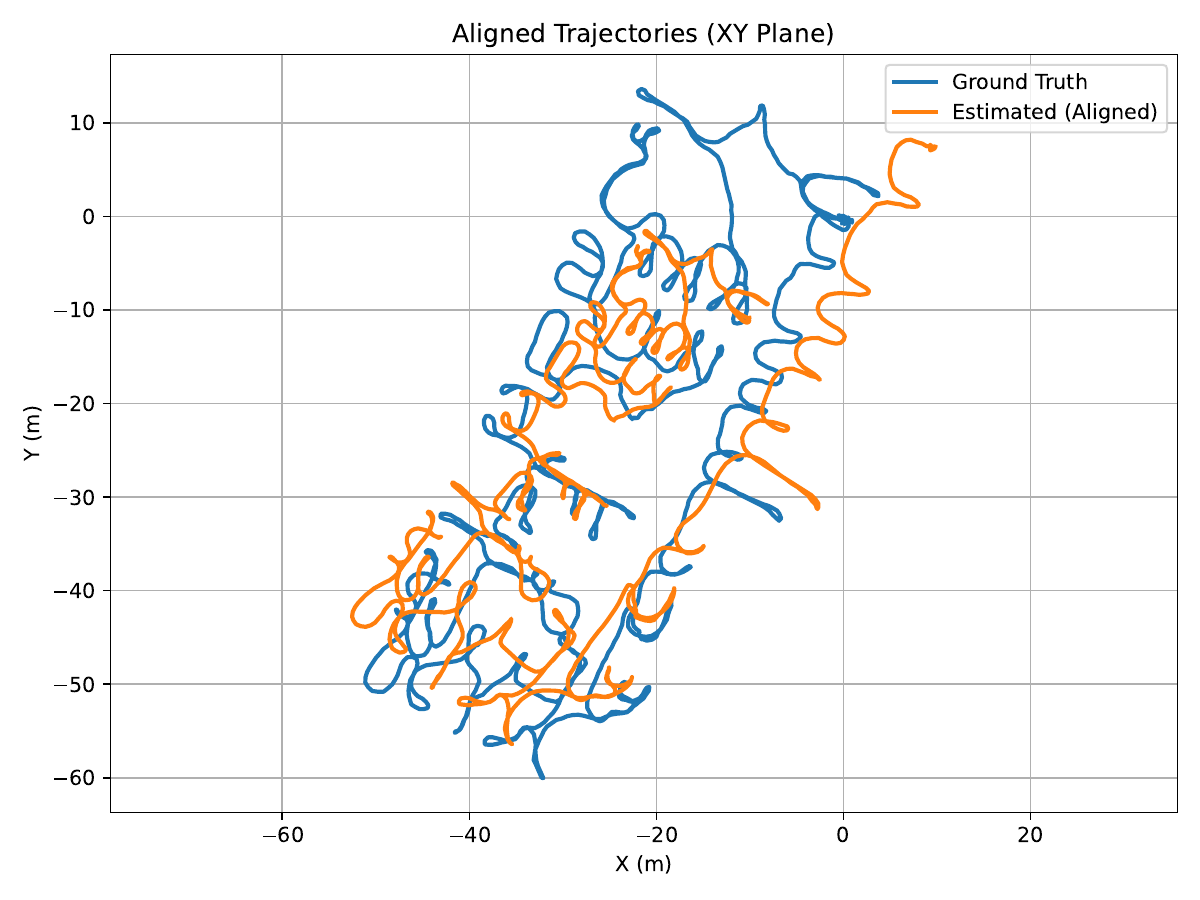 Aligned Trajectories (XY Plane)
Ground Truth
Estimated (Aligned)
10
0
−10
−20
−30
−40
−50
−60
Y (m)
−60
−40
−20
0
20
X (m)